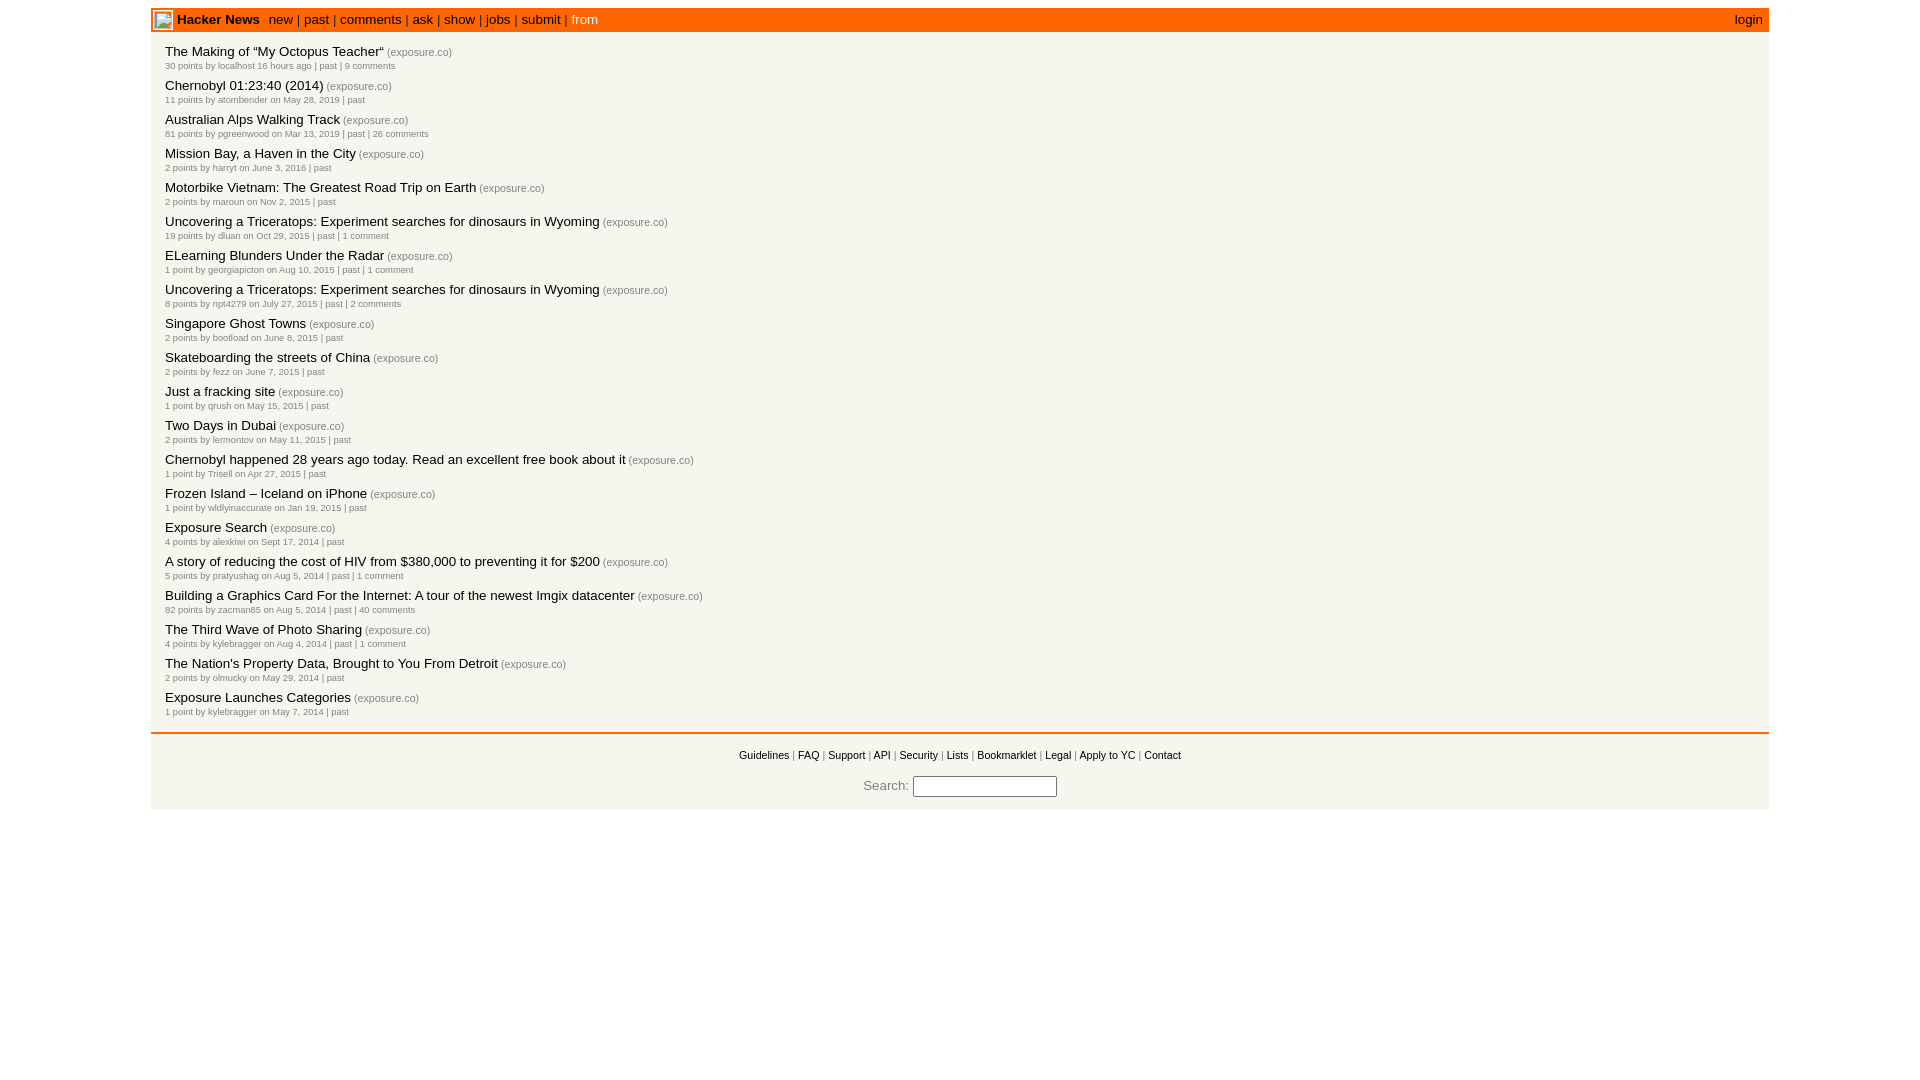 Hacker News new | past | comments | ask | show | jobs | submit | from login
The Making of “My Octopus Teacher“ (exposure.co)
30 points by localhost 16 hours ago | past | 9 comments
Chernobyl 01:23:40 (2014) (exposure.co)
11 points by atombender on May 28, 2019 | past
Australian Alps Walking Track (exposure.co)
81 points by pgreenwood on Mar 13, 2019 | past | 26 comments
Mission Bay, a Haven in the City (exposure.co)
2 points by harryt on June 3, 2016 | past
Motorbike Vietnam: The Greatest Road Trip on Earth (exposure.co)
2 points by maroun on Nov 2, 2015 | past
Uncovering a Triceratops: Experiment searches for dinosaurs in Wyoming (exposure.co)
19 points by dluan on Oct 29, 2015 | past | 1 comment
ELearning Blunders Under the Radar (exposure.co)
1 point by georgiapicton on Aug 10, 2015 | past | 1 comment
Uncovering a Triceratops: Experiment searches for dinosaurs in Wyoming (exposure.co)
8 points by npt4279 on July 27, 2015 | past | 2 comments
Singapore Ghost Towns (exposure.co)
2 points by bootload on June 8, 2015 | past
Skateboarding the streets of China (exposure.co)
2 points by fezz on June 7, 2015 | past
Just a fracking site (exposure.co)
1 point by qrush on May 15, 2015 | past
Two Days in Dubai (exposure.co)
2 points by lermontov on May 11, 2015 | past
Chernobyl happened 28 years ago today. Read an excellent free book about it (exposure.co)
1 point by Trisell on Apr 27, 2015 | past
Frozen Island – Iceland on iPhone (exposure.co)
1 point by wldlyinaccurate on Jan 19, 2015 | past
Exposure Search (exposure.co)
4 points by alexkiwi on Sept 17, 2014 | past
A story of reducing the cost of HIV from $380,000 to preventing it for $200 (exposure.co)
5 points by pratyushag on Aug 5, 2014 | past | 1 comment
Building a Graphics Card For the Internet: A tour of the newest Imgix datacenter (exposure.co)
82 points by zacman85 on Aug 5, 2014 | past | 40 comments
The Third Wave of Photo Sharing (exposure.co)
4 points by kylebragger on Aug 4, 2014 | past | 1 comment
The Nation's Property Data, Brought to You From Detroit (exposure.co)
2 points by olmucky on May 29, 2014 | past
Exposure Launches Categories (exposure.co)
1 point by kylebragger on May 7, 2014 | past
Guidelines | FAQ | Support | API | Security | Lists | Bookmarklet | Legal | Apply to YC | Contact
Search: